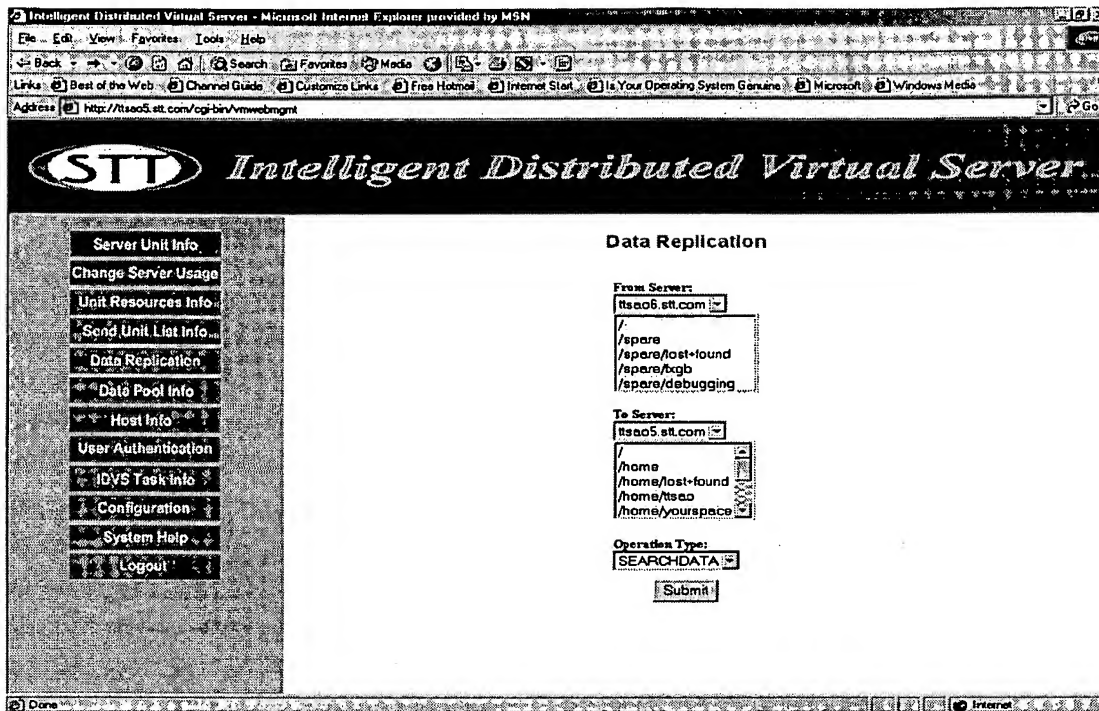 Intelligent Distributed Virtual Server - Microsoft Internet Explorer provided by MSN
File Edit View Favorites Tools Help
Back Search Favorites Media
Links Best of the Web Channel Guide Customize Links Free Hotmail Internet Start Is Your Operating System Genuine Microsoft Windows Media
Address http://ttsao5.stt.com/cgi-bin/vmwebmgmt Go
STT Intelligent Distributed Virtual Server
Server Unit Info
Change Server Usage
Unit Resources Info
Send Unit List Info
Data Replication
Data Pool Info
Host Info
User Authentication
IDVS Task Info
Configuration
System Help
Logout
Data Replication
From Server:
ttsao6.stt.com
/
/spare
/spare/lost+found
/spare/fxgb
/spare/debugging
To Server:
ttsao5.stt.com
/
/home
/home/lost+found
/home/ttsao
/home/yourspace
Operation Type:
SEARCHDATA
Submit
Done Internet